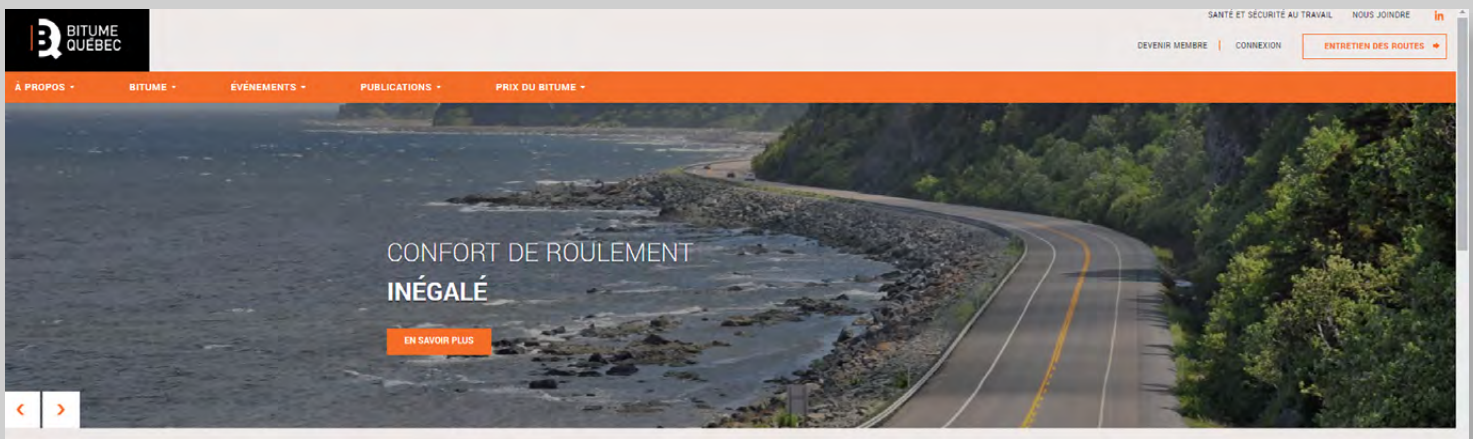 BITUME
QUÉBEC
SANTÉ ET SÉCURITÉ AU TRAVAIL NOUS JOINDRE in
DEVENIR MEMBRE | CONNEXION ENTRETIEN DES ROUTES
À PROPOS BITUME ÉVÉNEMENTS PUBLICATIONS PRIX DU BITUME
CONFORT DE ROULEMENT
INÉGALÉ
EN SAVOIR PLUS